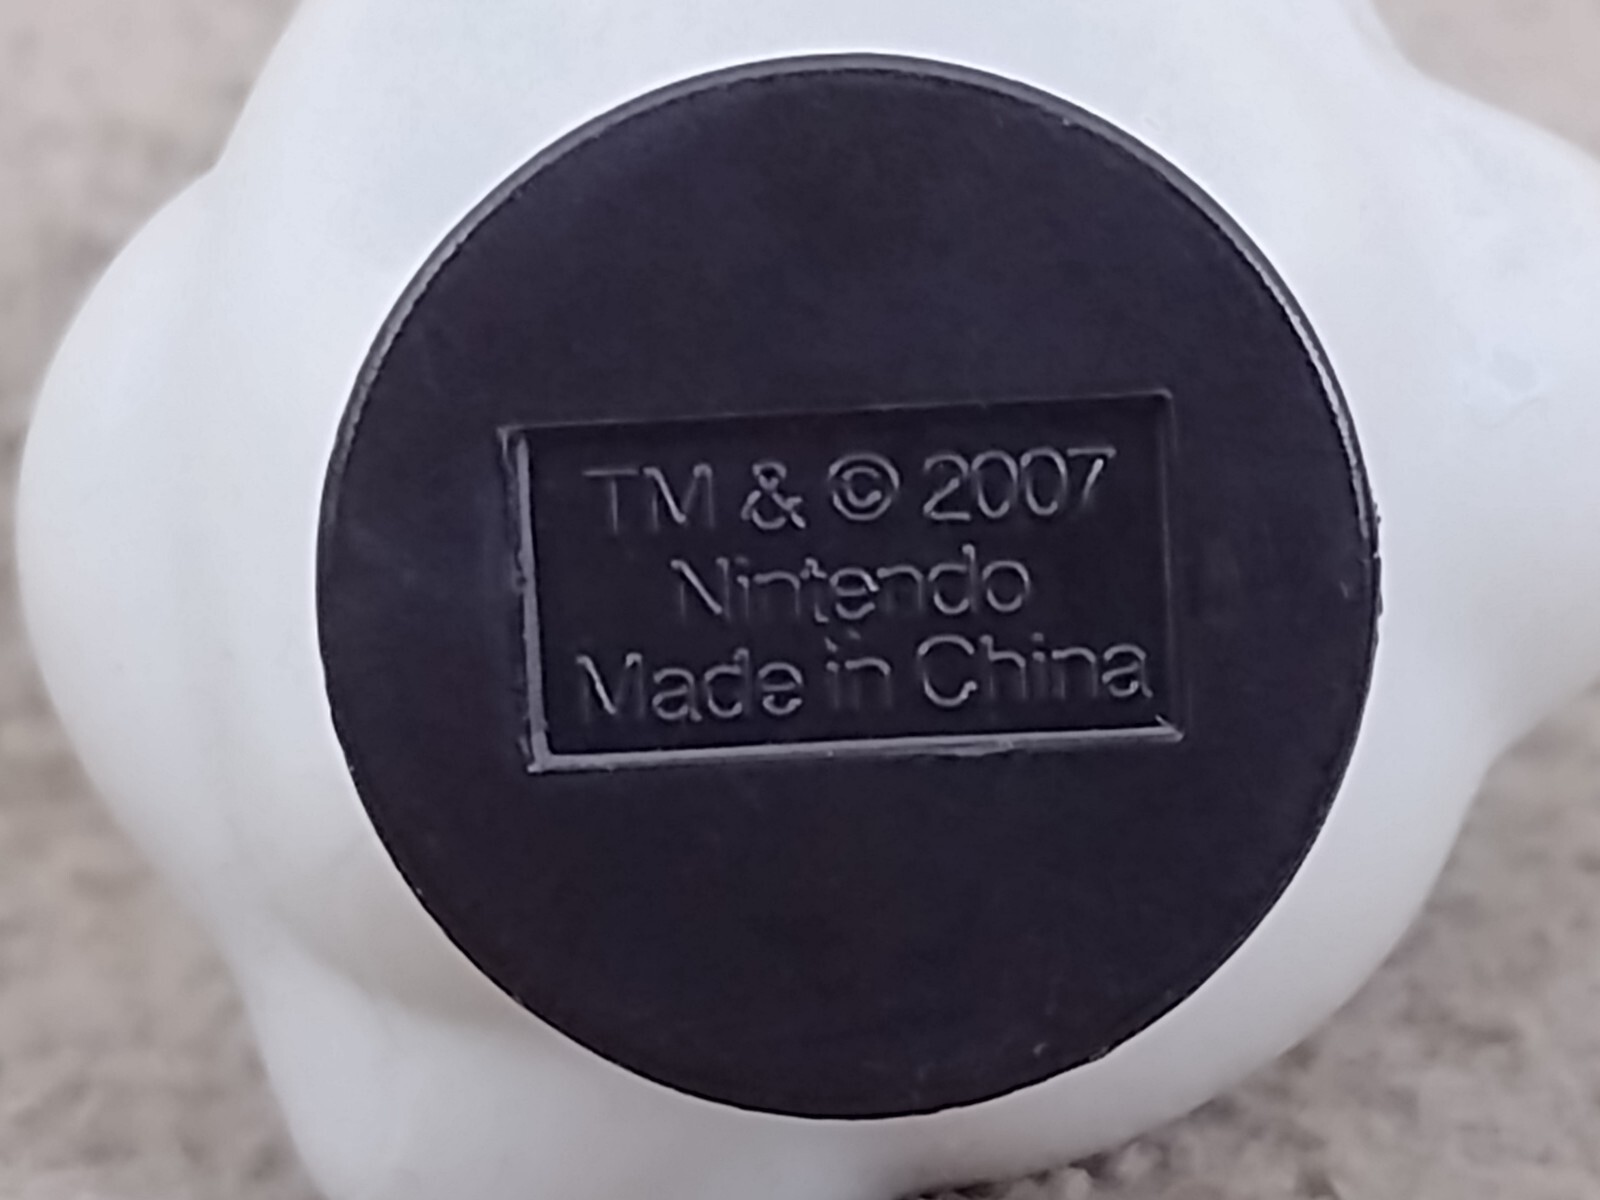 TM & © 2007
Nintendo
Made in China